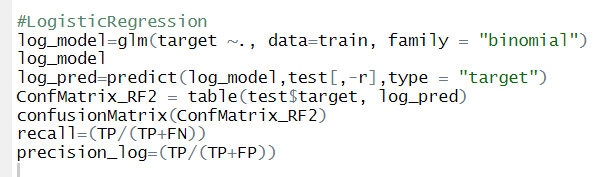 #LogisticRegression
log_model=glm(target ~., data=train, family = "binomial")
log_model
log_pred=predict(log_model,test[,-r],type = "target")
ConfMatrix_RF2 = table(test$target, log_pred)
confusionMatrix(ConfMatrix_RF2)
recall=(TP/(TP+FN))
precision_log=(TP/(TP+FP))